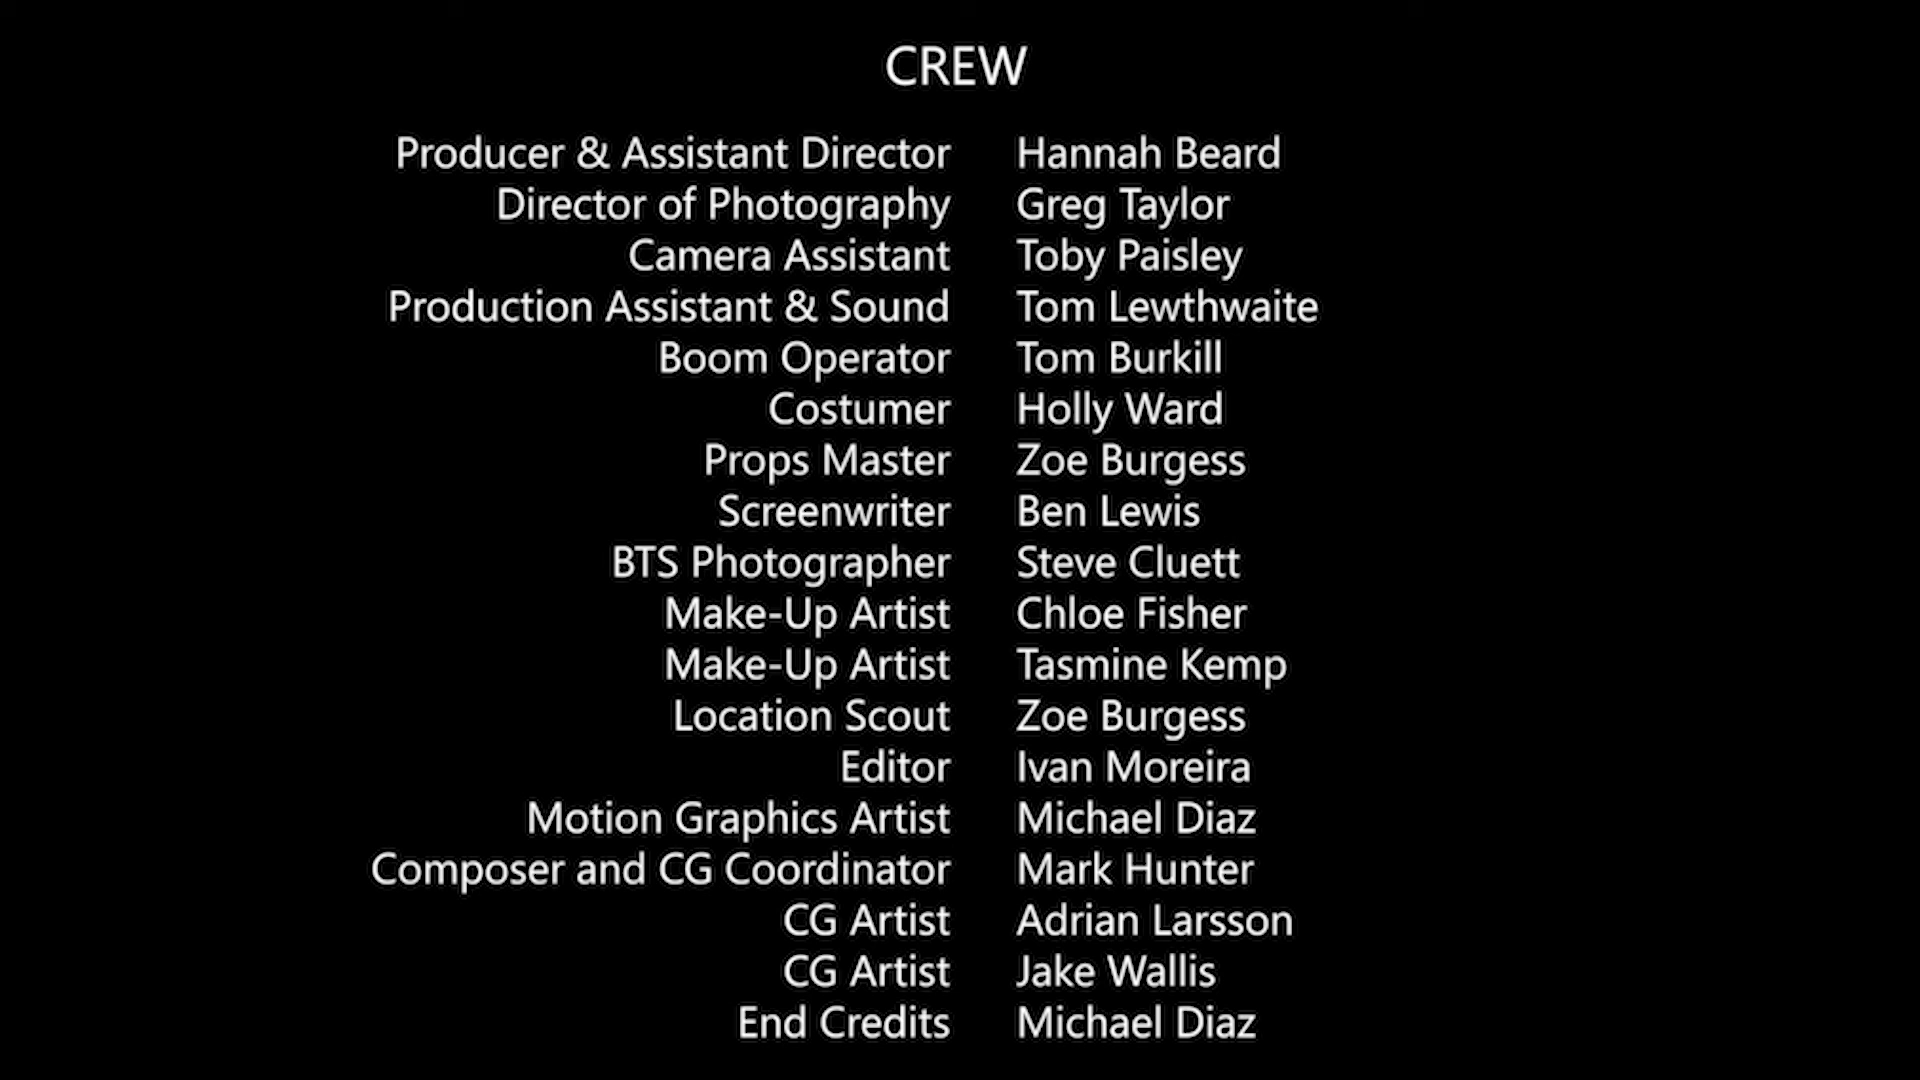 CREW
Producer & Assistant Director Hannah Beard
Director of Photography Greg Taylor
Camera Assistant Toby Paisley
Production Assistant & Sound Tom Lewthwaite
Boom Operator Tom Burkill
Costumer Holly Ward
Props Master Zoe Burgess
Screenwriter Ben Lewis
BTS Photographer Steve Cluett
Make-Up Artist Chloe Fisher
Make-Up Artist Tasmine Kemp
Location Scout Zoe Burgess
Editor Ivan Moreira
Motion Graphics Artist Michael Diaz
Composer and CG Coordinator Mark Hunter
CG Artist Adrian Larsson
CG Artist Jake Wallis
End Credits Michael Diaz